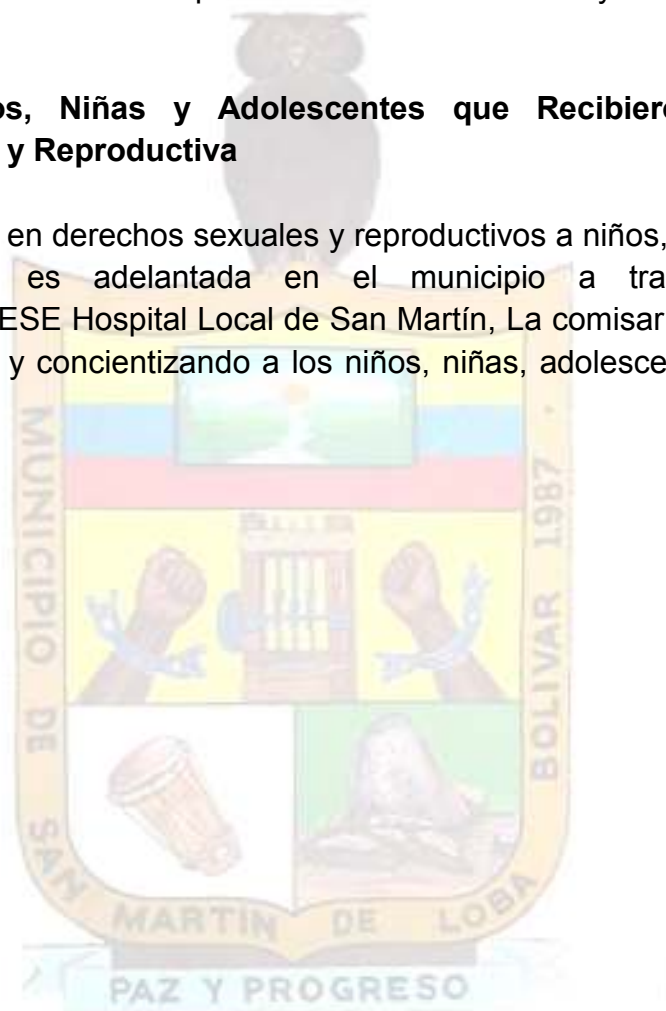 os, Niñas y Adolescentes que Recibiero
y Reproductiva
en derechos sexuales y reproductivos a niños,
es adelantada en el municipio a tra
ESE Hospital Local de San Martín, La comisar
y concientizando a los niños, niñas, adolesce
MUNICIPIO DE SAN MARTIN DE LOBA BOLIVAR 1987
PAZ Y PROGRESO